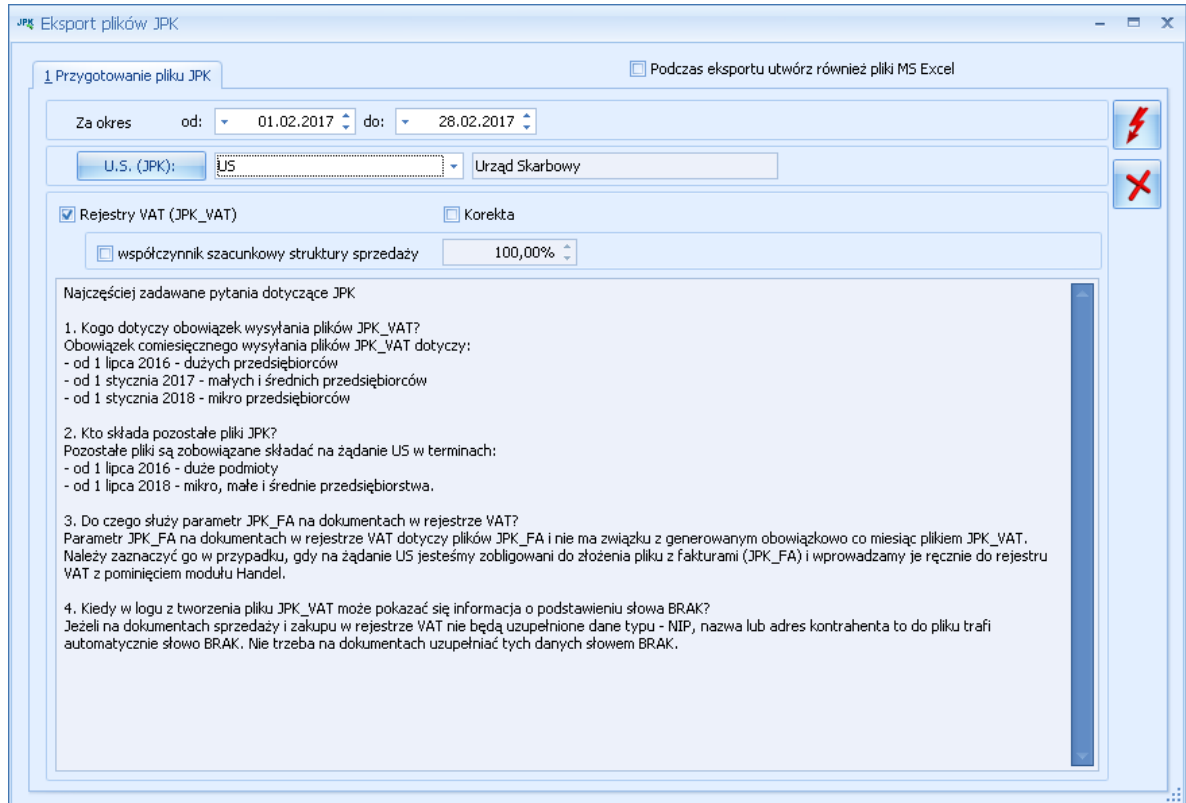 JPK Eksport plików JPK
1 Przygotowanie pliku JPK
Podczas eksportu utwórz również pliki MS Excel
Za okres od: 01.02.2017 do: 28.02.2017
U.S. (JPK): US Urząd Skarbowy
Rejestry VAT (JPK_VAT) Korekta
współczynnik szacunkowy struktury sprzedaży 100,00%
Najczęściej zadawane pytania dotyczące JPK
1. Kogo dotyczy obowiązek wysyłania plików JPK_VAT?
Obowiązek comiesięcznego wysyłania plików JPK_VAT dotyczy:
- od 1 lipca 2016 - dużych przedsiębiorców
- od 1 stycznia 2017 - małych i średnich przedsiębiorców
- od 1 stycznia 2018 - mikro przedsiębiorców
2. Kto składa pozostałe pliki JPK?
Pozostałe pliki są zobowiązane składać na żądanie US w terminach:
- od 1 lipca 2016 - duże podmioty
- od 1 lipca 2018 - mikro, małe i średnie przedsiębiorstwa.
3. Do czego służy parametr JPK_FA na dokumentach w rejestrze VAT?
Parametr JPK_FA na dokumentach w rejestrze VAT dotyczy plików JPK_FA i nie ma związku z generowanym obowiązkowo co miesiąc plikiem JPK_VAT.
Należy zaznaczyć go w przypadku, gdy na żądanie US jesteśmy zobligowani do złożenia pliku z fakturami (JPK_FA) i wprowadzamy je ręcznie do rejestru
VAT z pominięciem modułu Handel.
4. Kiedy w logu z tworzenia pliku JPK_VAT może pokazać się informacja o podstawieniu słowa BRAK?
Jeżeli na dokumentach sprzedaży i zakupu w rejestrze VAT nie będą uzupełnione dane typu - NIP, nazwa lub adres kontrahenta to do pliku trafi
automatycznie słowo BRAK. Nie trzeba na dokumentach uzupełniać tych danych słowem BRAK.